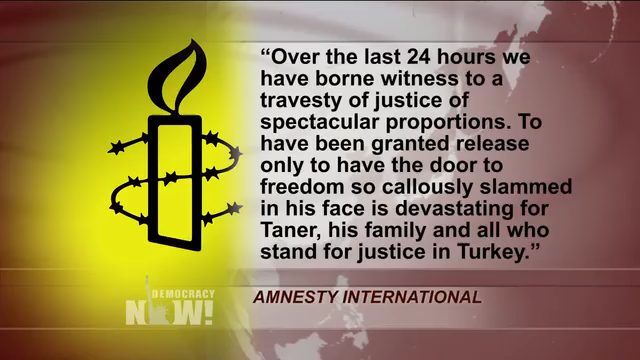 “Over the last 24 hours we
have borne witness to a
travesty of justice of
spectacular proportions. To
have been granted release
only to have the door to
freedom so callously slammed
in his face is devastating for
Taner, his family and all who
stand for justice in Turkey.”
AMNESTY INTERNATIONAL
DEMOCRACY
NOW!